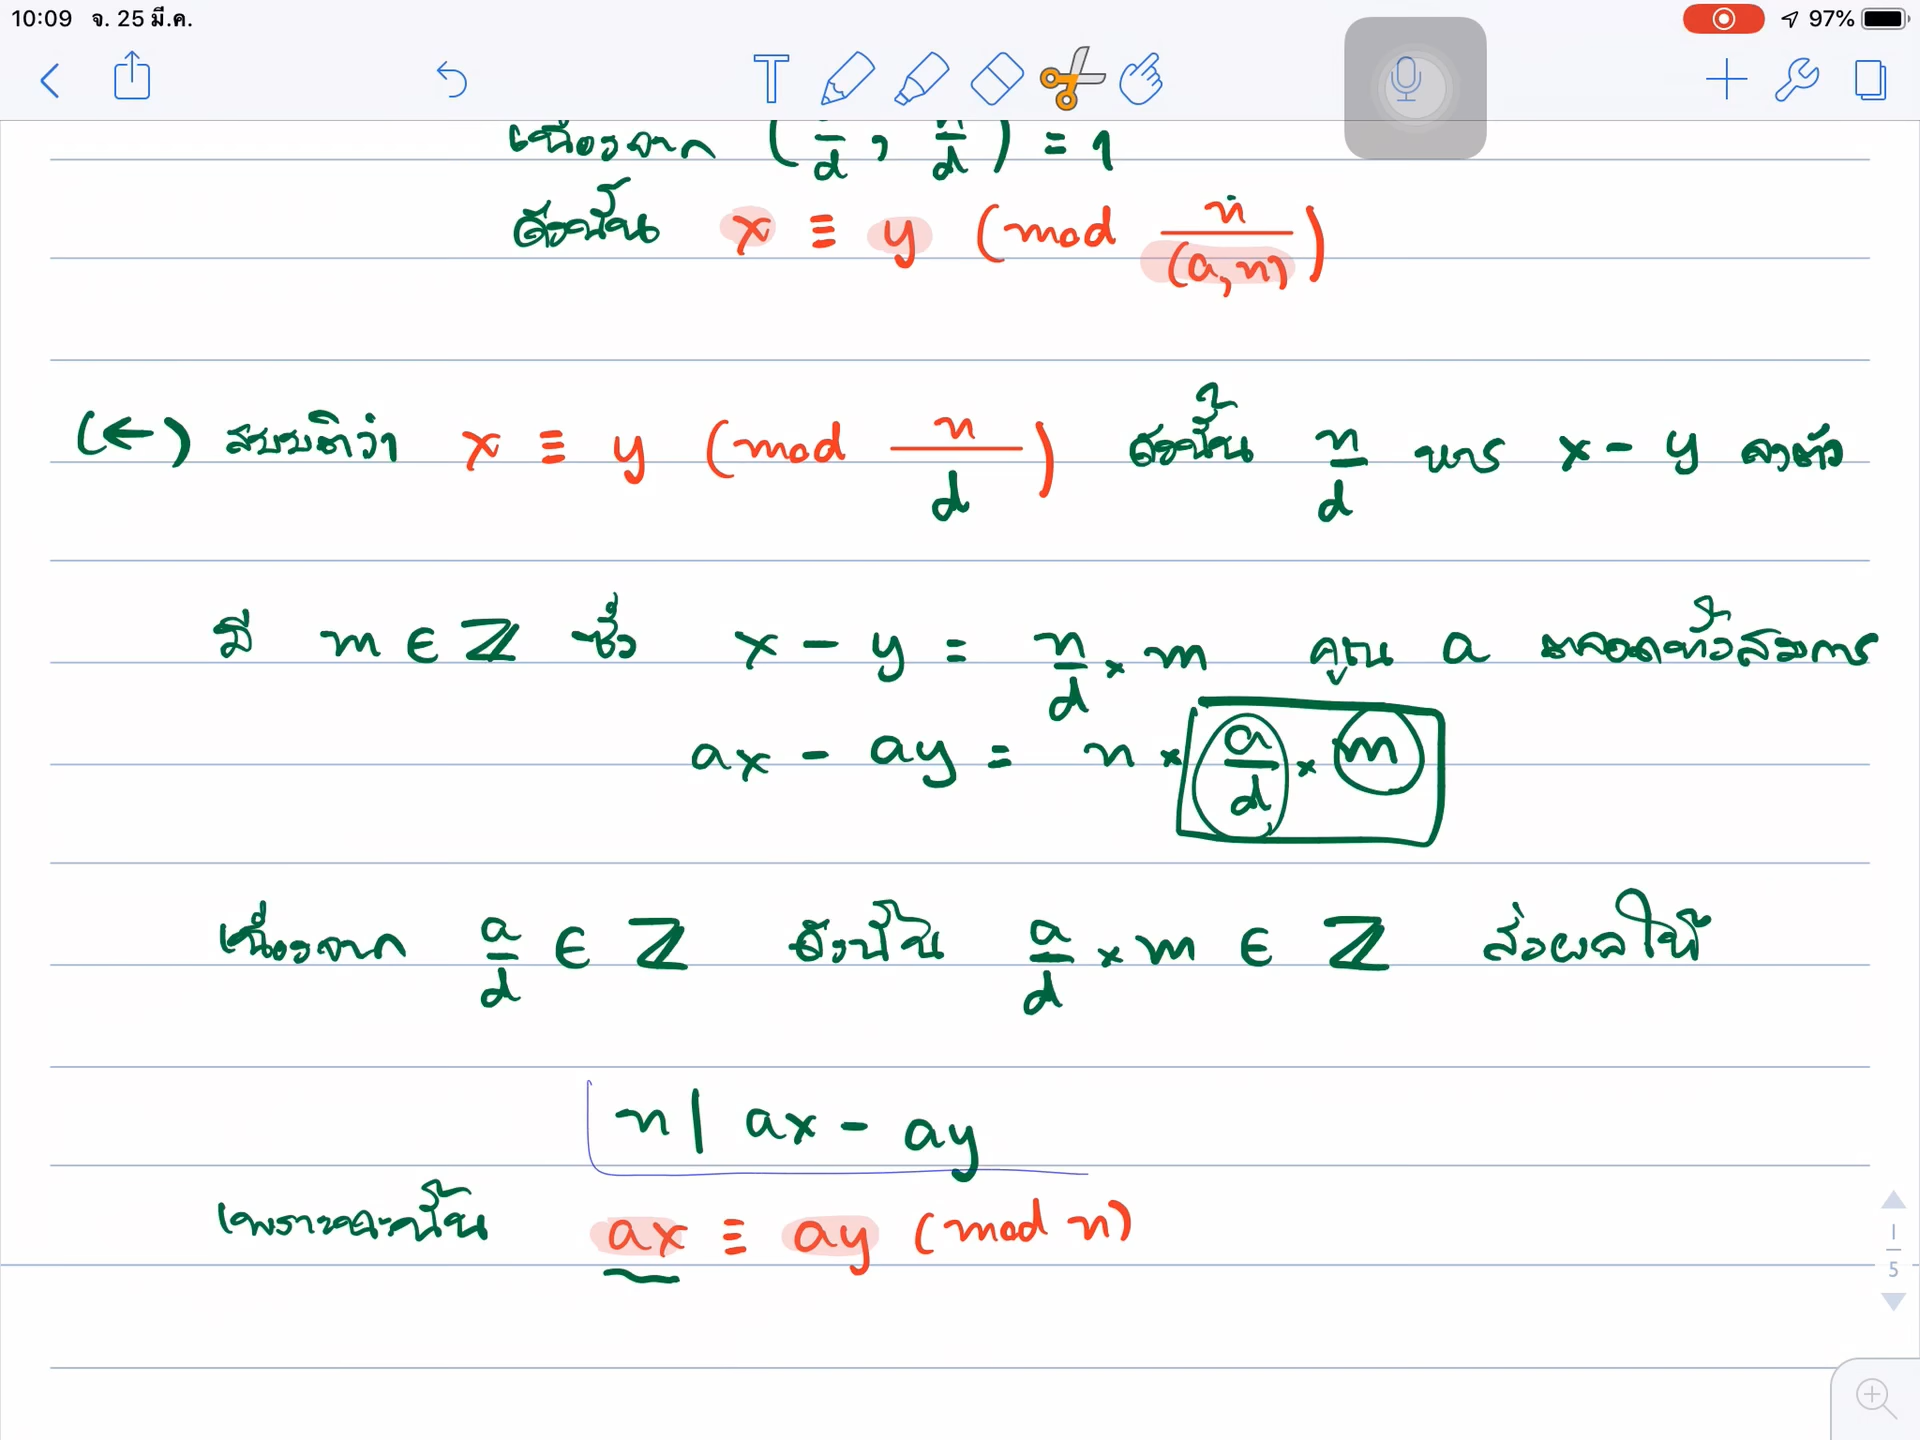 10:09 จ. 25 มี.ค. 97%
T
เนื่องจาก ( /d , n/d ) = 1
ดังนั้น x ≡ y (mod n/(a,n))
(←) สมมติว่า x ≡ y (mod n/d) ดังนั้น n/d หาร x - y ลงตัว
มี m ∈ ℤ ซึ่ง x - y = n/d × m คูณ a ตลอดทั้งสมการ
ax - ay = n × a/d × m
เนื่องจาก a/d ∈ ℤ ดังนั้น a/d × m ∈ ℤ ส่งผลให้
n | ax - ay
เพราะฉะนั้น ax ≡ ay (mod n)
1
5